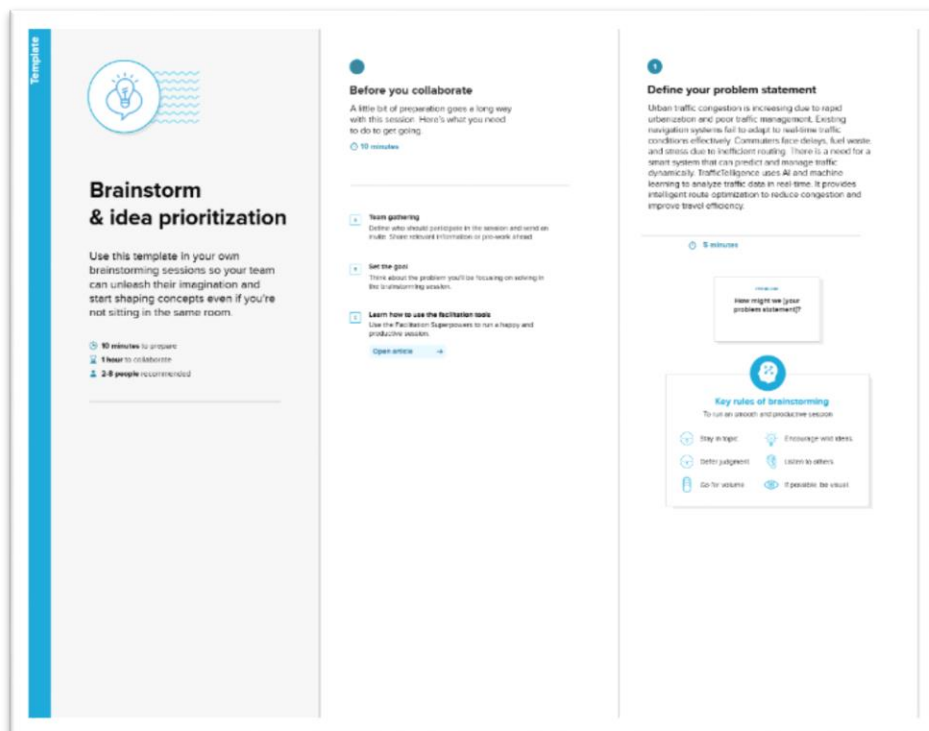 Template
Brainstorm
& idea prioritization
Use this template in your own
brainstorming sessions so your team
can unleash their imagination and
start shaping concepts even if you're
not sitting in the same room.
10 minutes to prepare
1 hour to collaborate
2-8 people recommended
Before you collaborate
A little bit of preparation goes a long way
with this session. Here's what you need
to do to get going.
10 minutes
A
Team gathering
Define who should participate in the session and send an
invite. Share relevant information or pre-work ahead.
B
Set the goal
Think about the problem you'll be focusing on solving in
the brainstorming session.
C
Learn how to use the facilitation tools
Use the Facilitation Superpowers to run a happy and
productive session.
Open article →
1
Define your problem statement
Urban traffic congestion is increasing due to rapid
urbanization and poor traffic management. Existing
navigation systems fail to adapt to real-time traffic
conditions effectively. Commuters face delays, fuel waste,
and stress due to inefficient routing. There is a need for a
smart system that can predict and manage traffic
dynamically. TrafficTelligence uses AI and machine
learning to analyze traffic data in real-time. It provides
intelligent route optimization to reduce congestion and
improve travel efficiency.
5 minutes
PROBLEM
How might we [your
problem statement]?
Key rules of brainstorming
To run an smooth and productive session
Stay in topic.
Encourage wild ideas.
Defer judgment.
Listen to others.
Go for volume.
If possible, be visual.